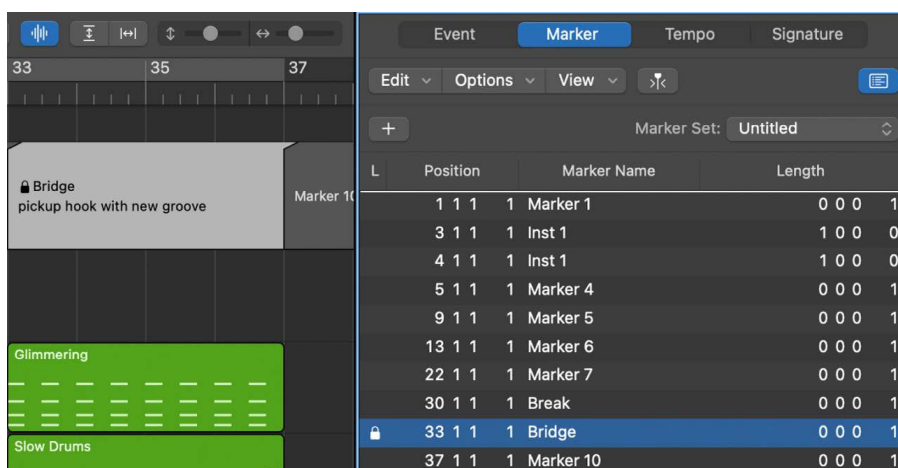 33 35 37
Bridge
pickup hook with new groove
Marker 10
Glimmering
Slow Drums
Event Marker Tempo Signature
Edit Options View
+ Marker Set: Untitled
L Position Marker Name Length
1 1 1 1 Marker 1 0 0 0 1
3 1 1 1 Inst 1 1 0 0 0
4 1 1 1 Inst 1 1 0 0 0
5 1 1 1 Marker 4 0 0 0 1
9 1 1 1 Marker 5 0 0 0 1
13 1 1 1 Marker 6 0 0 0 1
22 1 1 1 Marker 7 0 0 0 1
30 1 1 1 Break 0 0 0 1
33 1 1 1 Bridge 0 0 0 1
37 1 1 1 Marker 10 0 0 0 1